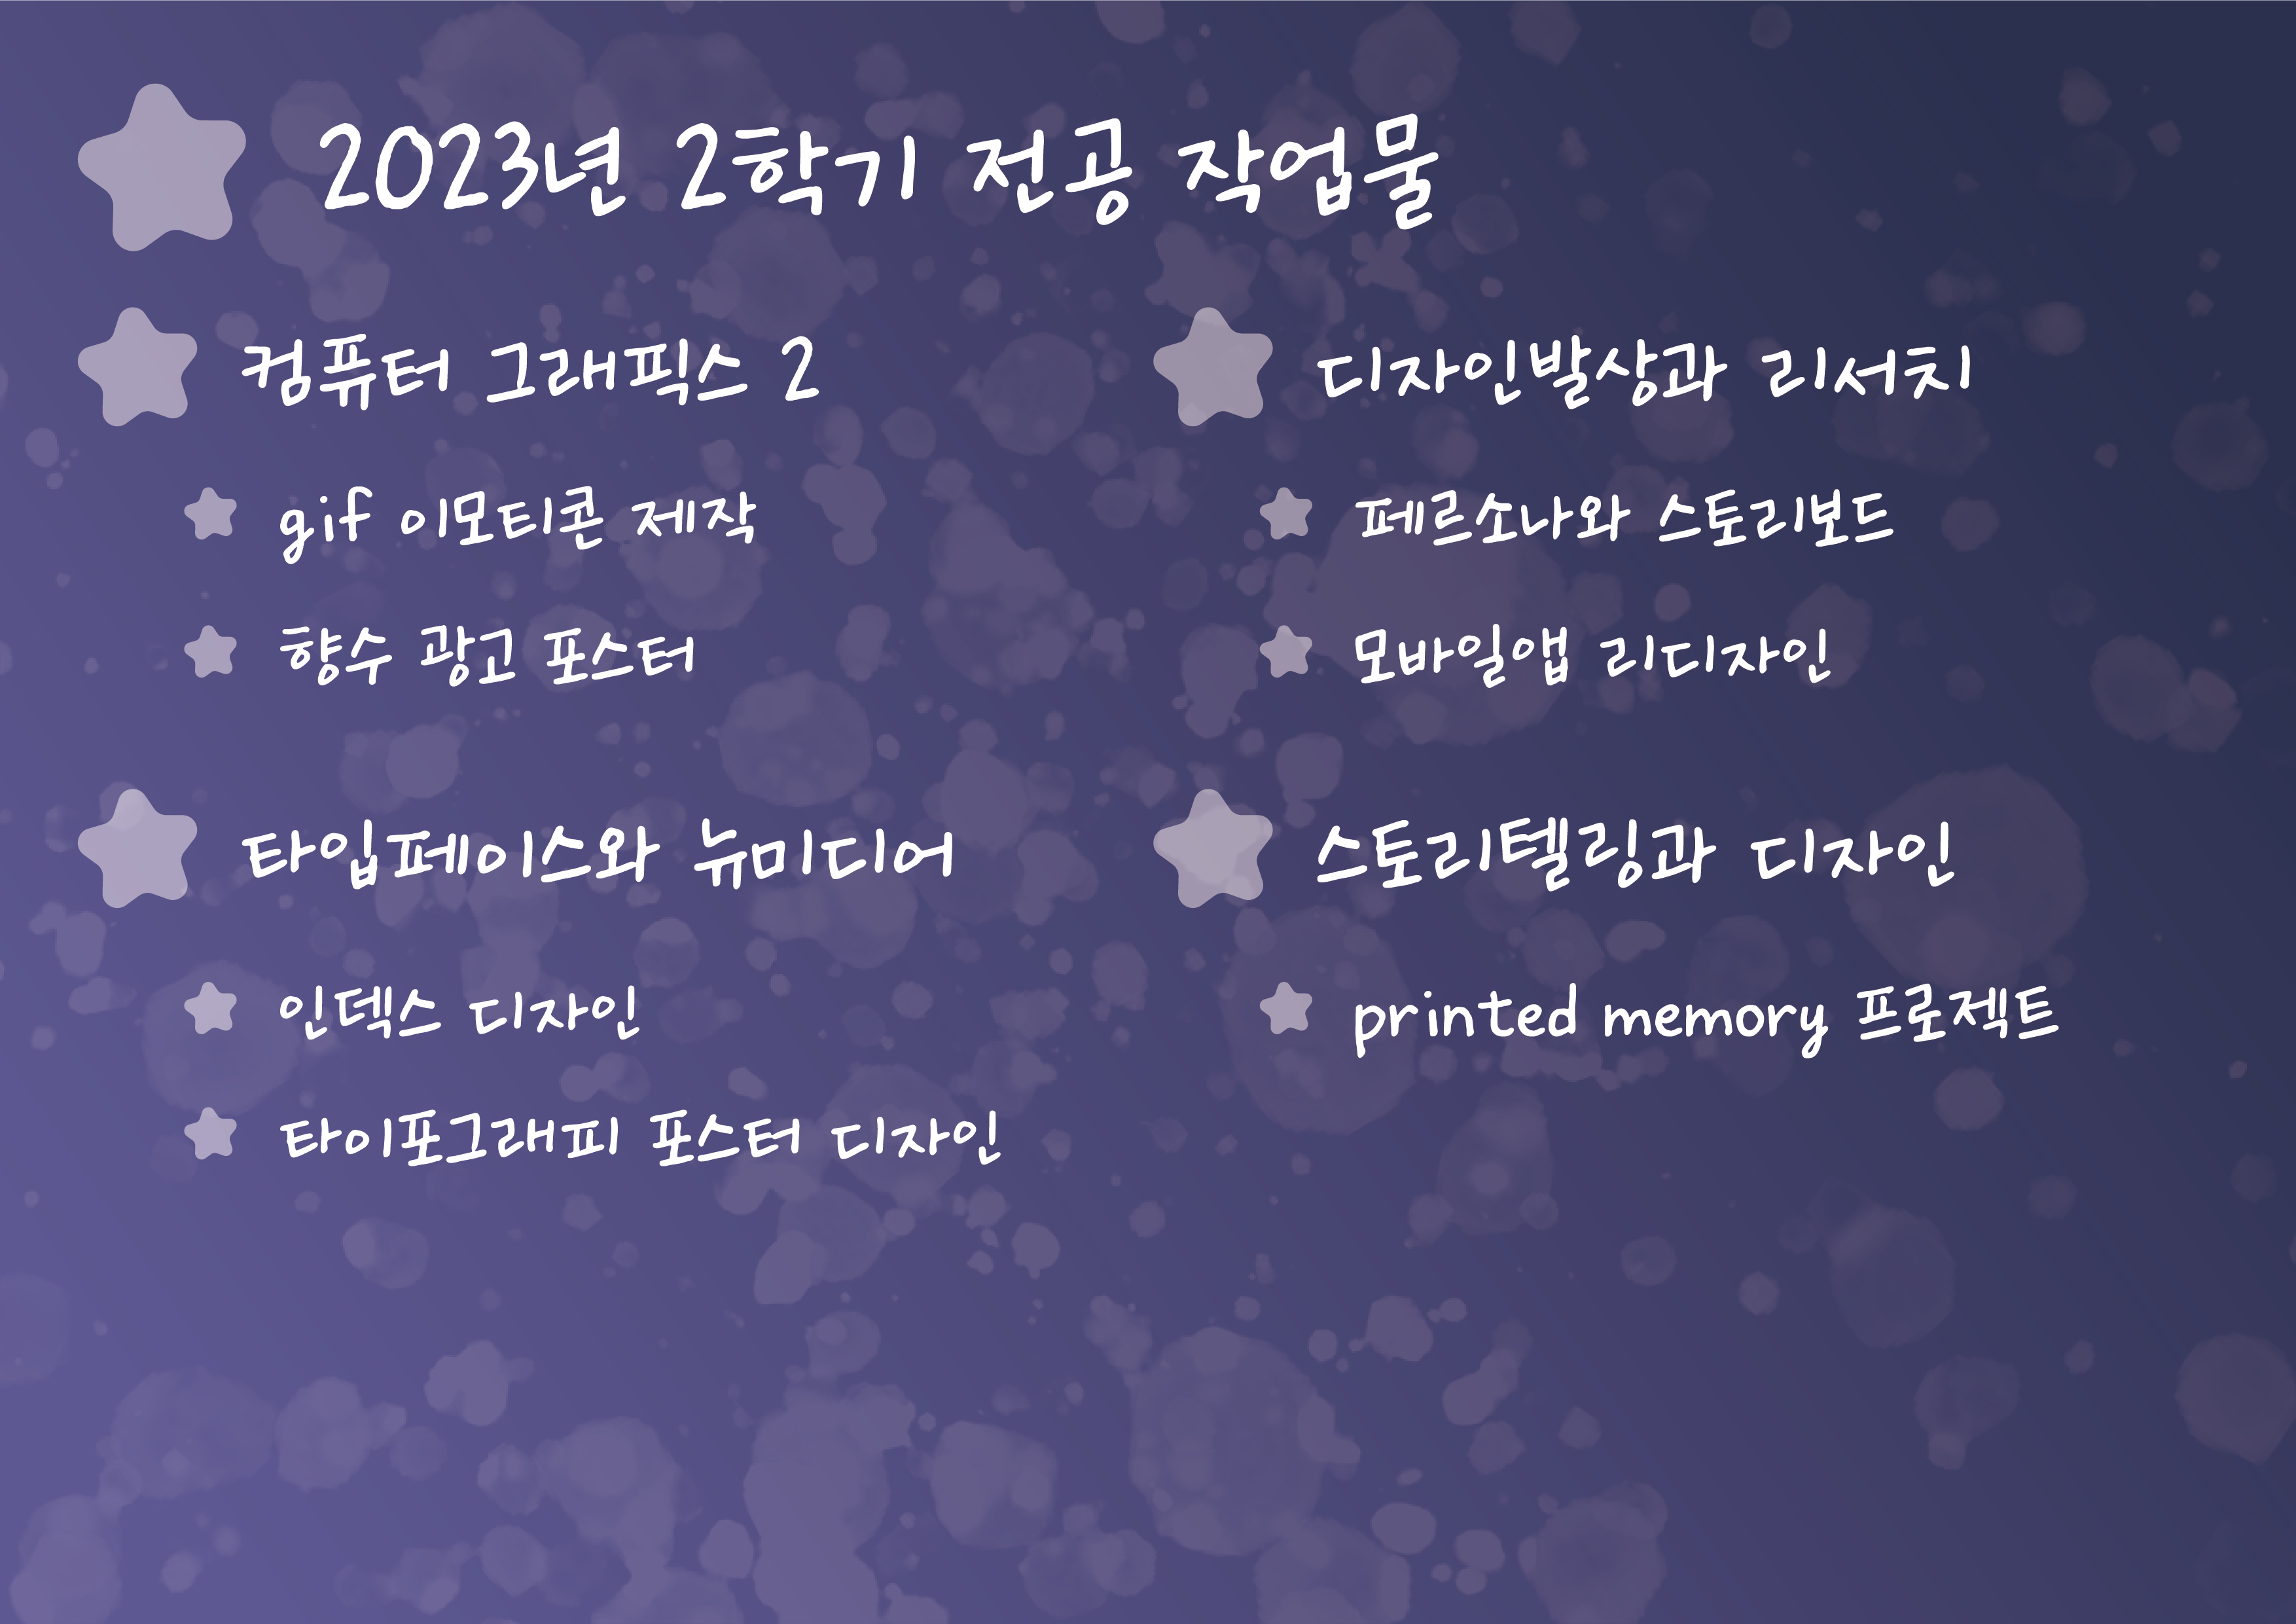 2023년 2학기 전공 작업물
컴퓨터 그래픽스 2
gif 이모티콘 제작
향수 광고 포스터
타입페이스와 뉴미디어
인덱스 디자인
타이포그래피 포스터 디자인
디자인발상과 리서치
페르소나와 스토리보드
모바일앱 리디자인
스토리텔링과 디자인
printed memory 프로젝트